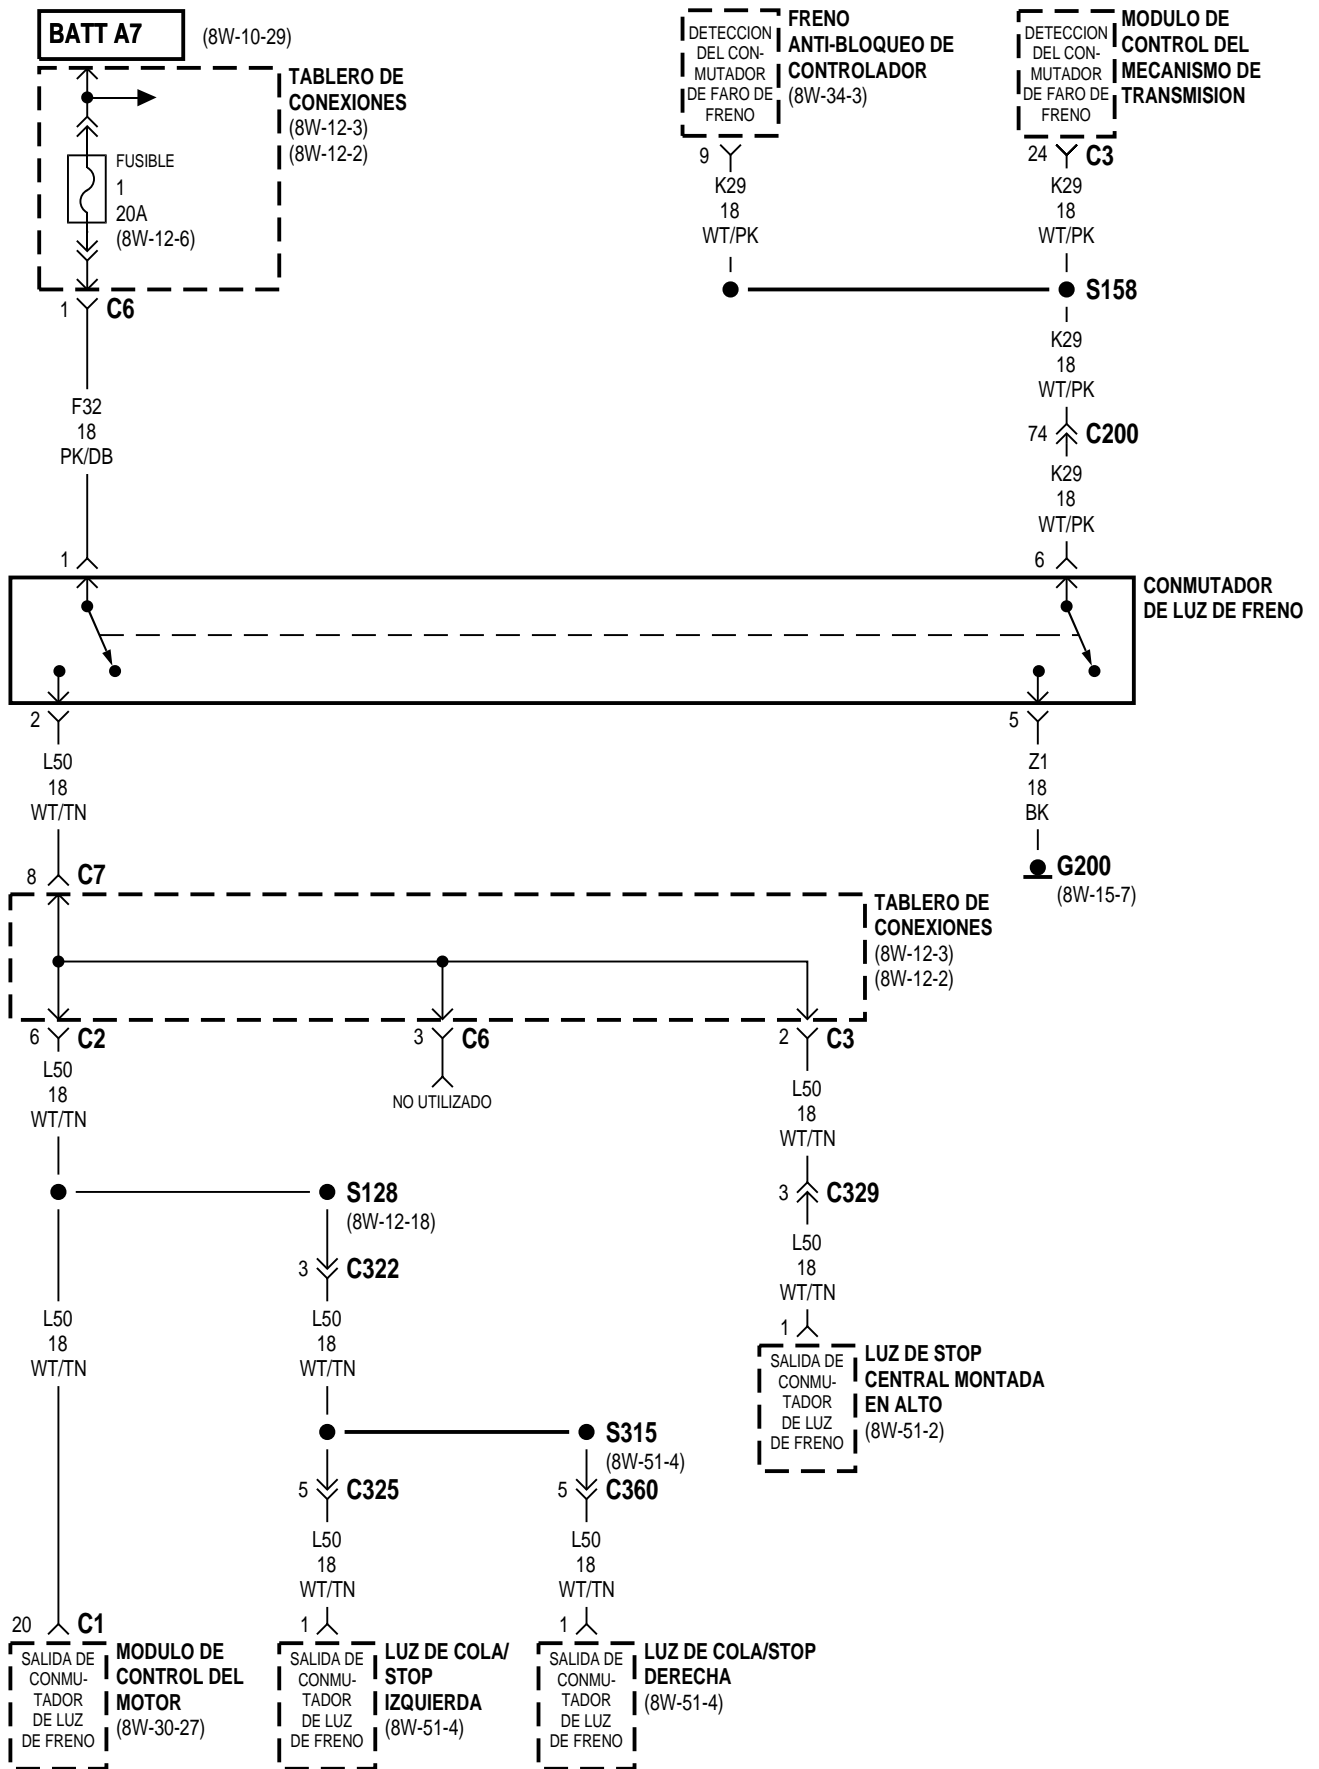 BATT A7
(8W-10-29)
TABLERO DE
CONEXIONES
(8W-12-3)
(8W-12-2)
FUSIBLE
1
20A
(8W-12-6)
1
C6
F32
18
PK/DB
1
DETECCION
DEL CON-
MUTADOR
DE FARO DE
FRENO
FRENO
ANTI-BLOQUEO DE
CONTROLADOR
(8W-34-3)
9
K29
18
WT/PK
DETECCION
DEL CON-
MUTADOR
DE FARO DE
FRENO
MODULO DE
CONTROL DEL
MECANISMO DE
TRANSMISION
24
C3
K29
18
WT/PK
S158
K29
18
WT/PK
74
C200
K29
18
WT/PK
6
CONMUTADOR
DE LUZ DE FRENO
2
L50
18
WT/TN
8
C7
5
Z1
18
BK
G200
(8W-15-7)
TABLERO DE
CONEXIONES
(8W-12-3)
(8W-12-2)
6
C2
L50
18
WT/TN
3
C6
NO UTILIZADO
2
C3
L50
18
WT/TN
3
C329
L50
18
WT/TN
1
SALIDA DE
CONMU-
TADOR
DE LUZ
DE FRENO
LUZ DE STOP
CENTRAL MONTADA
EN ALTO
(8W-51-2)
S128
(8W-12-18)
3
C322
L50
18
WT/TN
L50
18
WT/TN
S315
(8W-51-4)
5
C325
5
C360
L50
18
WT/TN
L50
18
WT/TN
20
C1
1
1
SALIDA DE
CONMU-
TADOR
DE LUZ
DE FRENO
MODULO DE
CONTROL DEL
MOTOR
(8W-30-27)
SALIDA DE
CONMU-
TADOR
DE LUZ
DE FRENO
LUZ DE COLA/
STOP
IZQUIERDA
(8W-51-4)
SALIDA DE
CONMU-
TADOR
DE LUZ
DE FRENO
LUZ DE COLA/STOP
DERECHA
(8W-51-4)